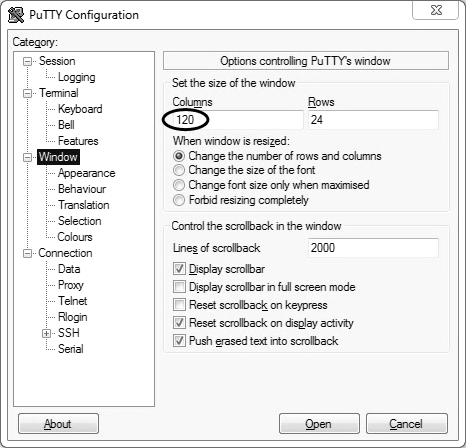 PuTTY Configuration
Category:
Session
Logging
Terminal
Keyboard
Bell
Features
Window
Appearance
Behaviour
Translation
Selection
Colours
Connection
Data
Proxy
Telnet
Rlogin
SSH
Serial
Options controlling PuTTY's window
Set the size of the window
Columns Rows
120 24
When window is resized:
Change the number of rows and columns
Change the size of the font
Change font size only when maximised
Forbid resizing completely
Control the scrollback in the window
Lines of scrollback 2000
Display scrollbar
Display scrollbar in full screen mode
Reset scrollback on keypress
Reset scrollback on display activity
Push erased text into scrollback
About Open Cancel